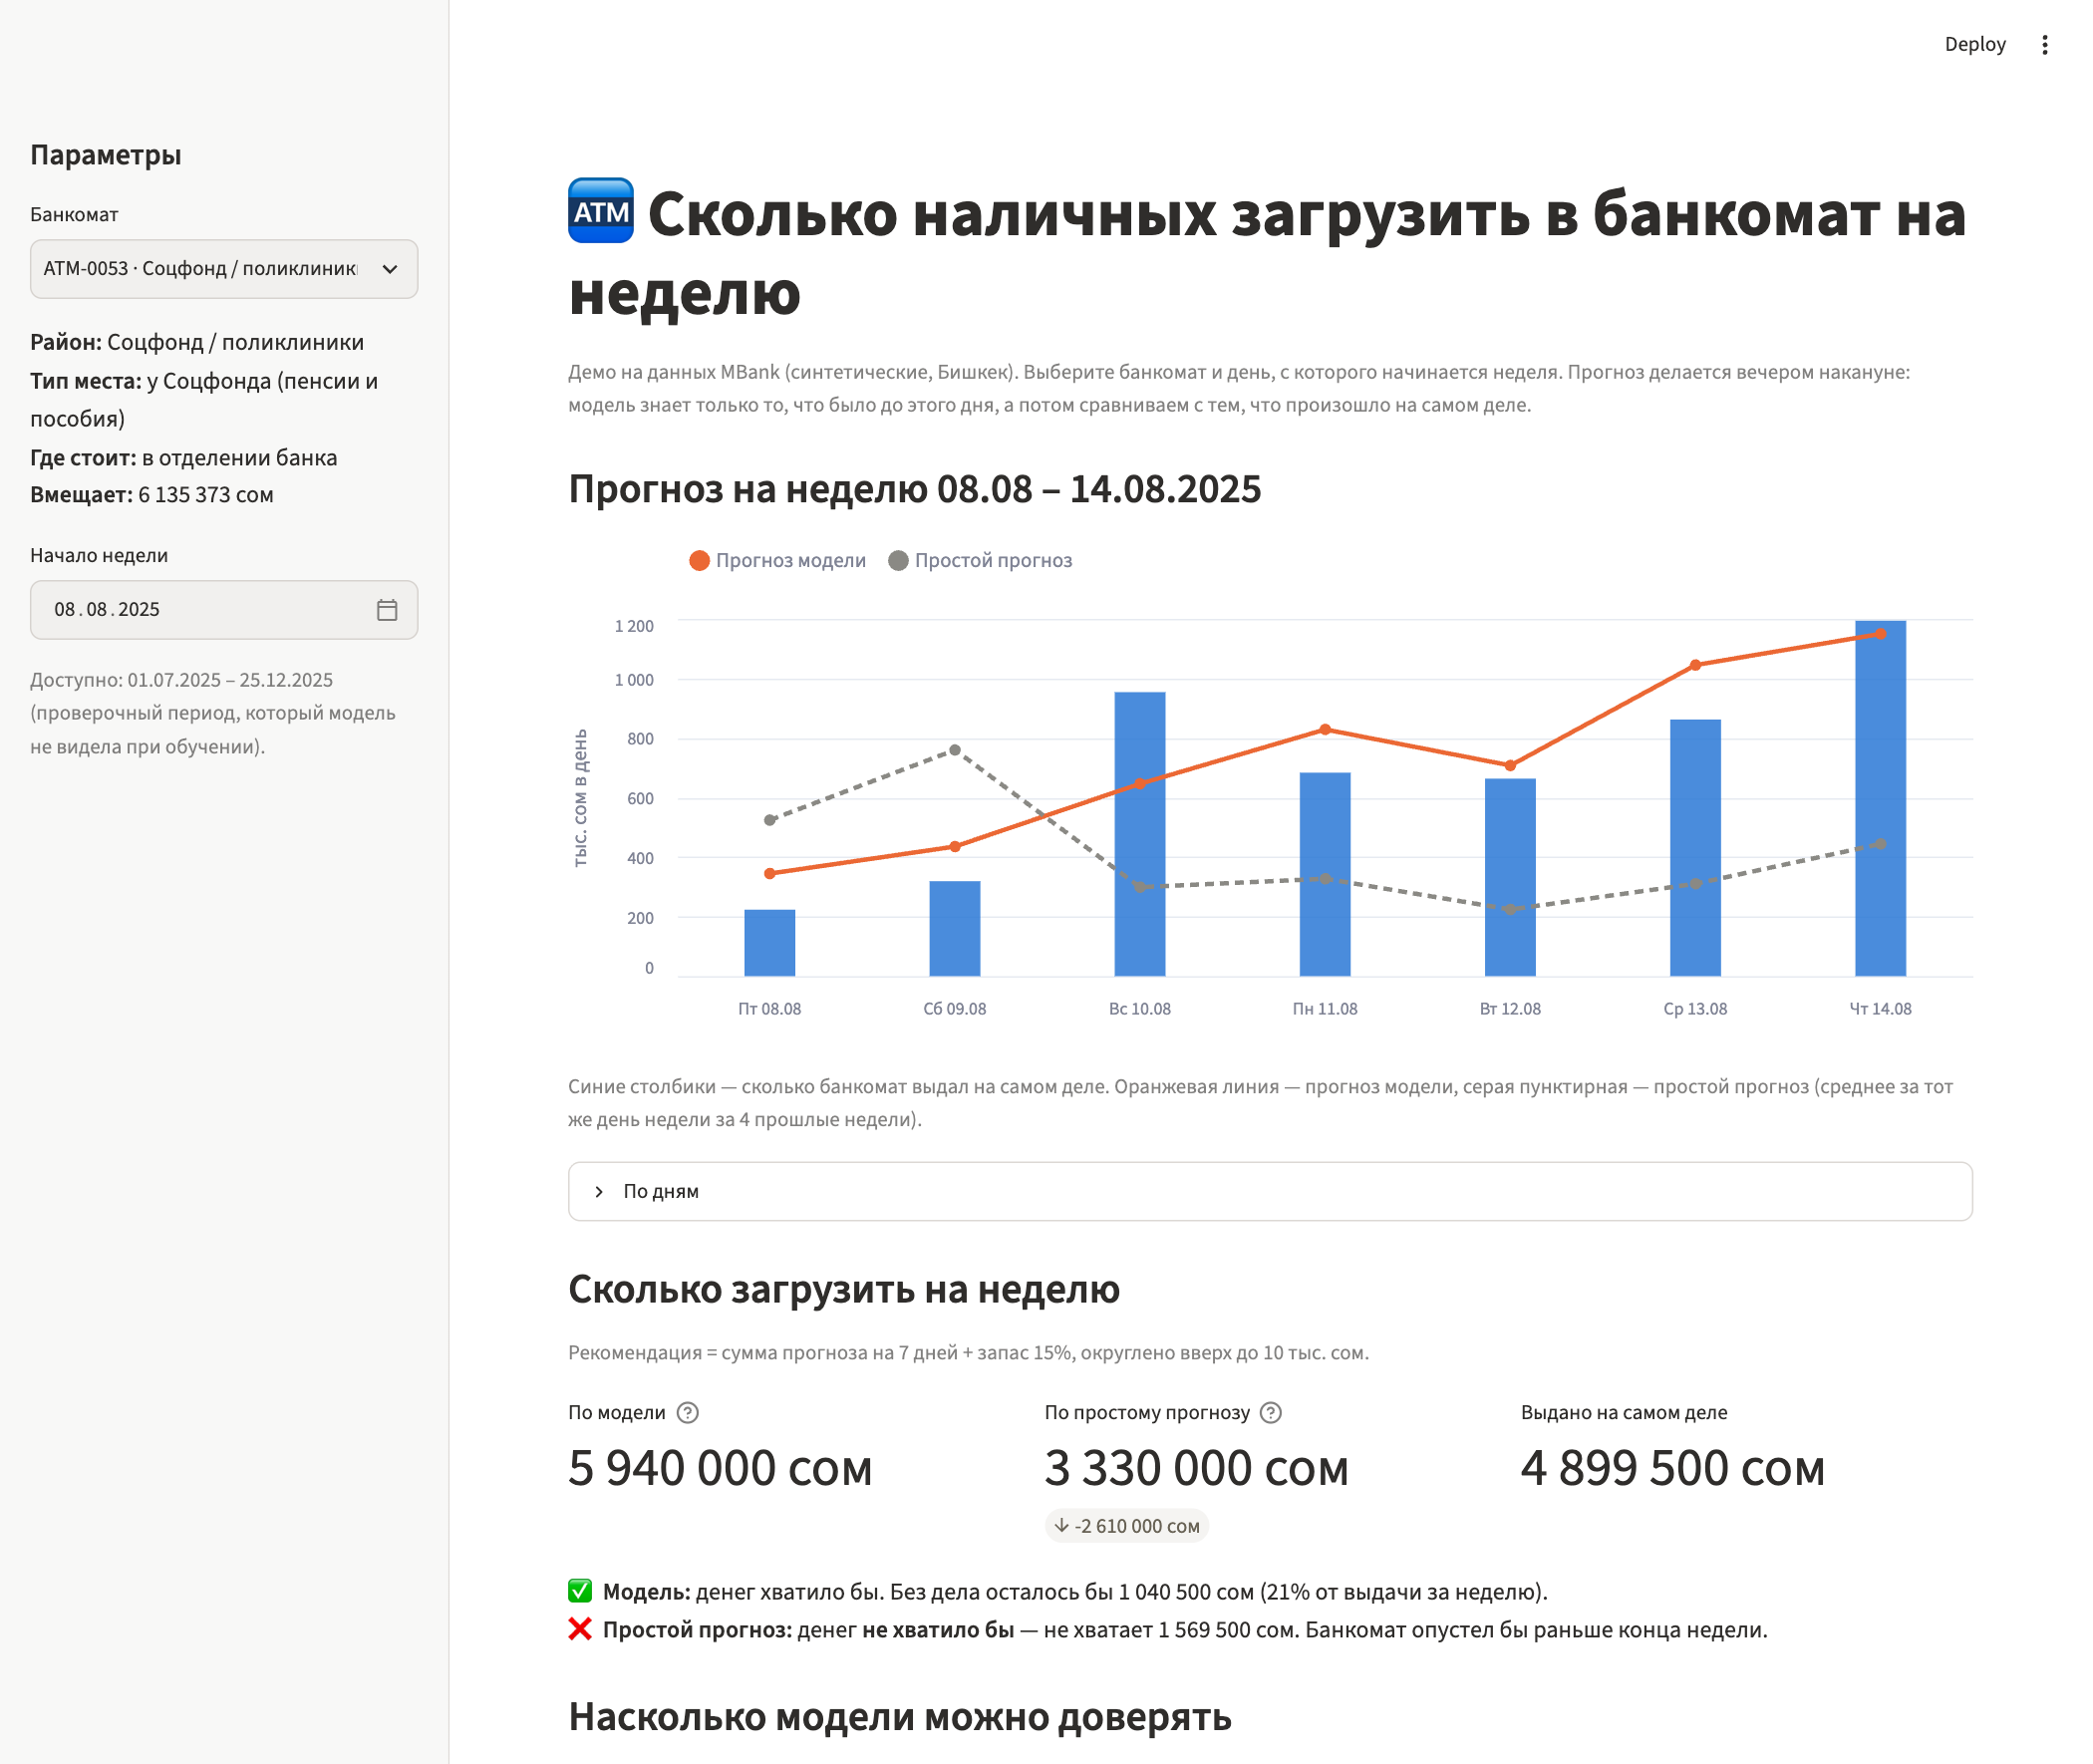 Deploy
Параметры
Банкомат
ATM-0053 · Соцфонд / поликлиник
Район: Соцфонд / поликлиники
Тип места: у Соцфонда (пенсии и
пособия)
Где стоит: в отделении банка
Вмещает: 6 135 373 сом
Начало недели
08.08.2025
Доступно: 01.07.2025 – 25.12.2025
(проверочный период, который модель
не видела при обучении).
ATM Сколько наличных загрузить в банкомат на
неделю
Демо на данных MBank (синтетические, Бишкек). Выберите банкомат и день, с которого начинается неделя. Прогноз делается вечером накануне:
модель знает только то, что было до этого дня, а потом сравниваем с тем, что произошло на самом деле.
Прогноз на неделю 08.08 – 14.08.2025
Прогноз модели Простой прогноз
тыс. сом в день
1 200
1 000
800
600
400
200
0
Пт 08.08 Сб 09.08 Вс 10.08 Пн 11.08 Вт 12.08 Ср 13.08 Чт 14.08
Синие столбики — сколько банкомат выдал на самом деле. Оранжевая линия — прогноз модели, серая пунктирная — простой прогноз (среднее за тот
же день недели за 4 прошлые недели).
По дням
Сколько загрузить на неделю
Рекомендация = сумма прогноза на 7 дней + запас 15%, округлено вверх до 10 тыс. сом.
По модели ? По простому прогнозу ? Выдано на самом деле
5 940 000 сом 3 330 000 сом 4 899 500 сом
-2 610 000 сом
Модель: денег хватило бы. Без дела осталось бы 1 040 500 сом (21% от выдачи за неделю).
Простой прогноз: денег не хватило бы — не хватает 1 569 500 сом. Банкомат опустел бы раньше конца недели.
Насколько модели можно доверять